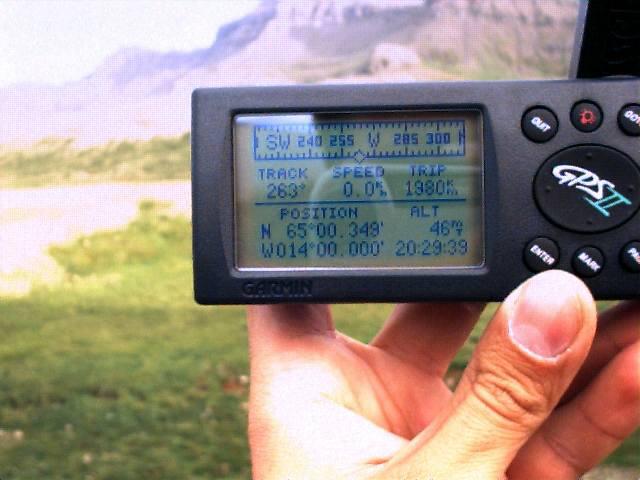 QUIT
GOTO
SW 240 255 W 285 300
TRACK SPEED TRIP
263° 0.0 1980
POSITION ALT
N 65°00.349' 46
W014°00.000' 20:29:39
GPS II
ENTER
MARK
GARMIN